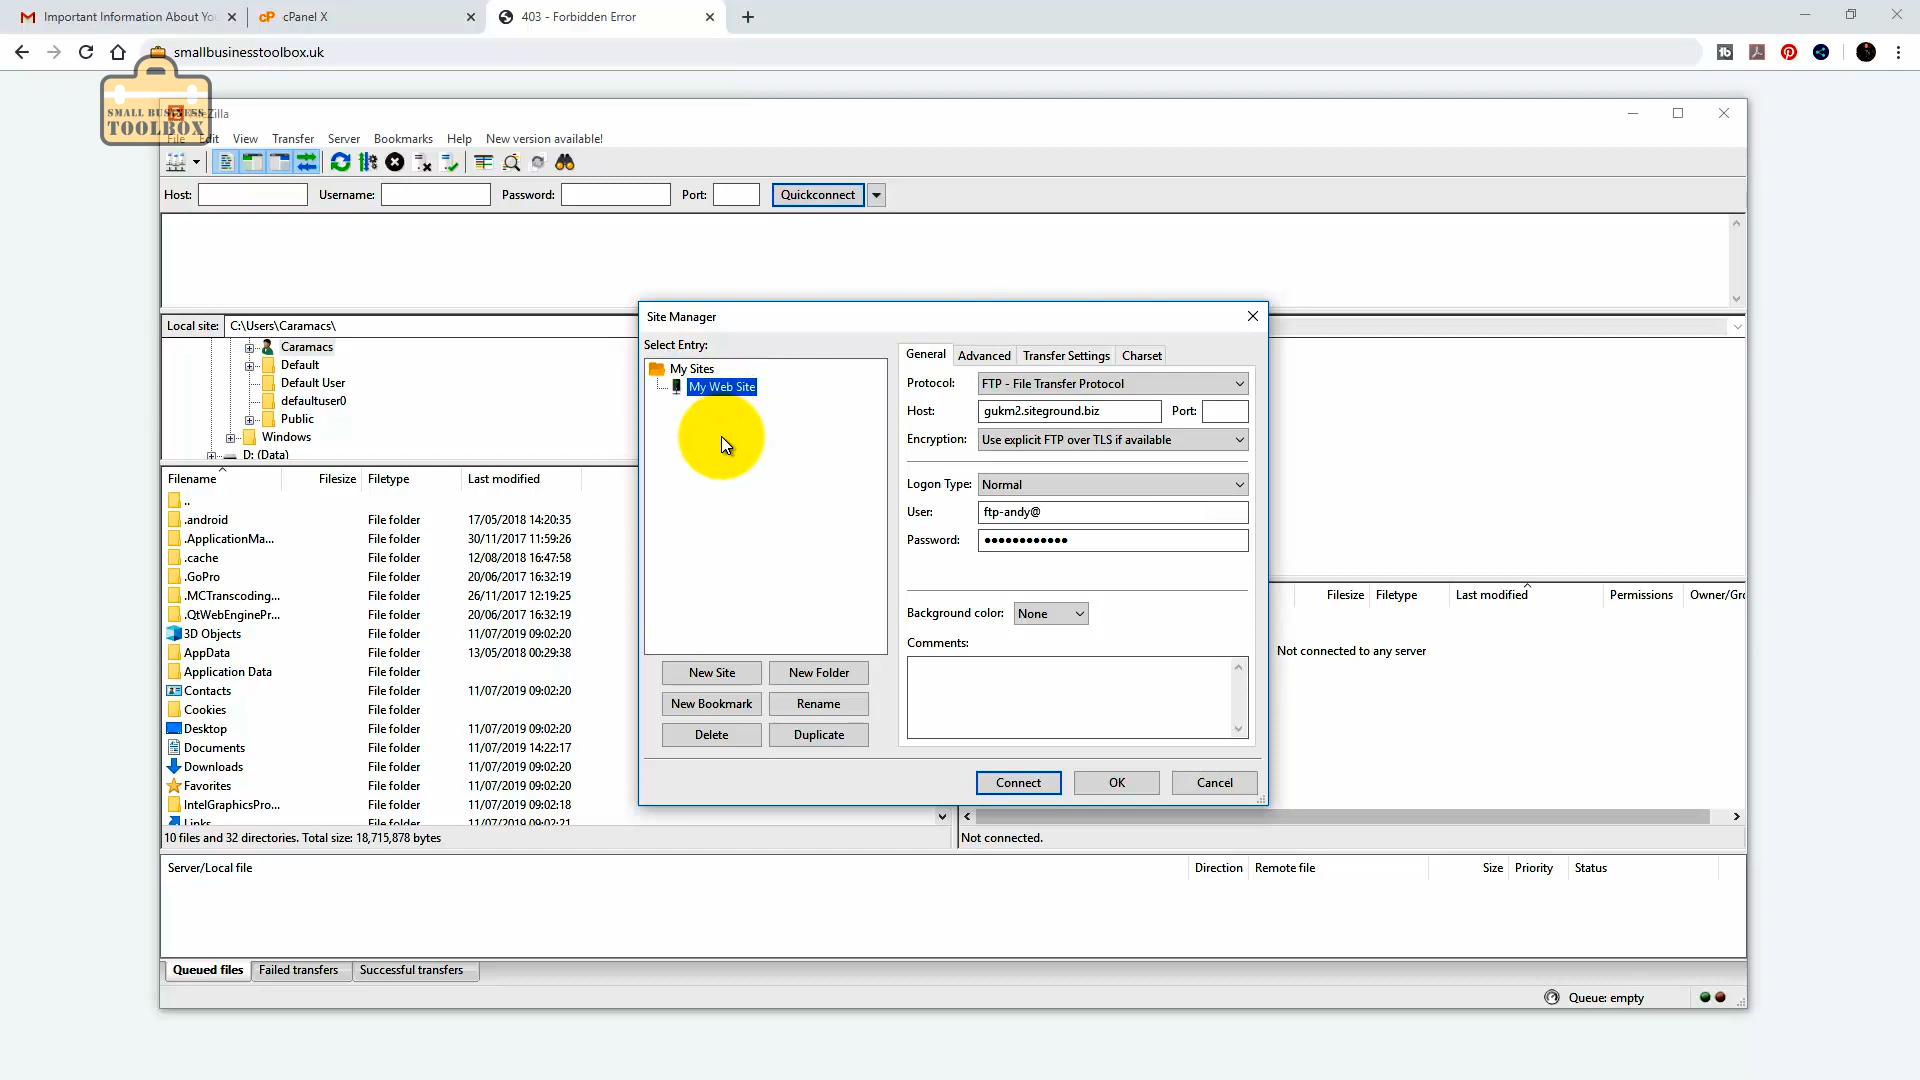 Important Information About Yo
cPanel X
403 - Forbidden Error
smallbusinesstoolbox.uk
SMALL BUSINESS
TOOLBOX
Zilla
File Edit View Transfer Server Bookmarks Help New version available!
Host: Username: Password: Port: Quickconnect
Local site: C:\Users\Caramacs\
Caramacs
Default
Default User
defaultuser0
Public
Windows
D: (Data)
Filename Filesize Filetype Last modified
..
.android File folder 17/05/2018 14:20:35
.ApplicationMa... File folder 30/11/2017 11:59:26
.cache File folder 12/08/2018 16:47:58
.GoPro File folder 20/06/2017 16:32:19
.MCTranscoding... File folder 26/11/2017 12:19:25
.QtWebEnginePr... File folder 20/06/2017 16:32:19
3D Objects File folder 11/07/2019 09:02:20
AppData File folder 13/05/2018 00:29:38
Application Data File folder
Contacts File folder 11/07/2019 09:02:20
Cookies File folder
Desktop File folder 11/07/2019 09:02:20
Documents File folder 11/07/2019 14:22:17
Downloads File folder 11/07/2019 09:02:20
Favorites File folder 11/07/2019 09:02:20
IntelGraphicsPro... File folder 11/07/2019 09:02:18
Links File folder 11/07/2019 09:02:21
10 files and 32 directories. Total size: 18,715,878 bytes
Site Manager
Select Entry:
My Sites
My Web Site
New Site New Folder
New Bookmark Rename
Delete Duplicate
General Advanced Transfer Settings Charset
Protocol: FTP - File Transfer Protocol
Host: gukm2.siteground.biz Port:
Encryption: Use explicit FTP over TLS if available
Logon Type: Normal
User: ftp-andy@
Password: ●●●●●●●●●●●●
Background color: None
Comments:
Connect OK Cancel
Filesize Filetype Last modified Permissions Owner/Gro
Not connected to any server
Not connected.
Server/Local file Direction Remote file Size Priority Status
Queued files Failed transfers Successful transfers
Queue: empty